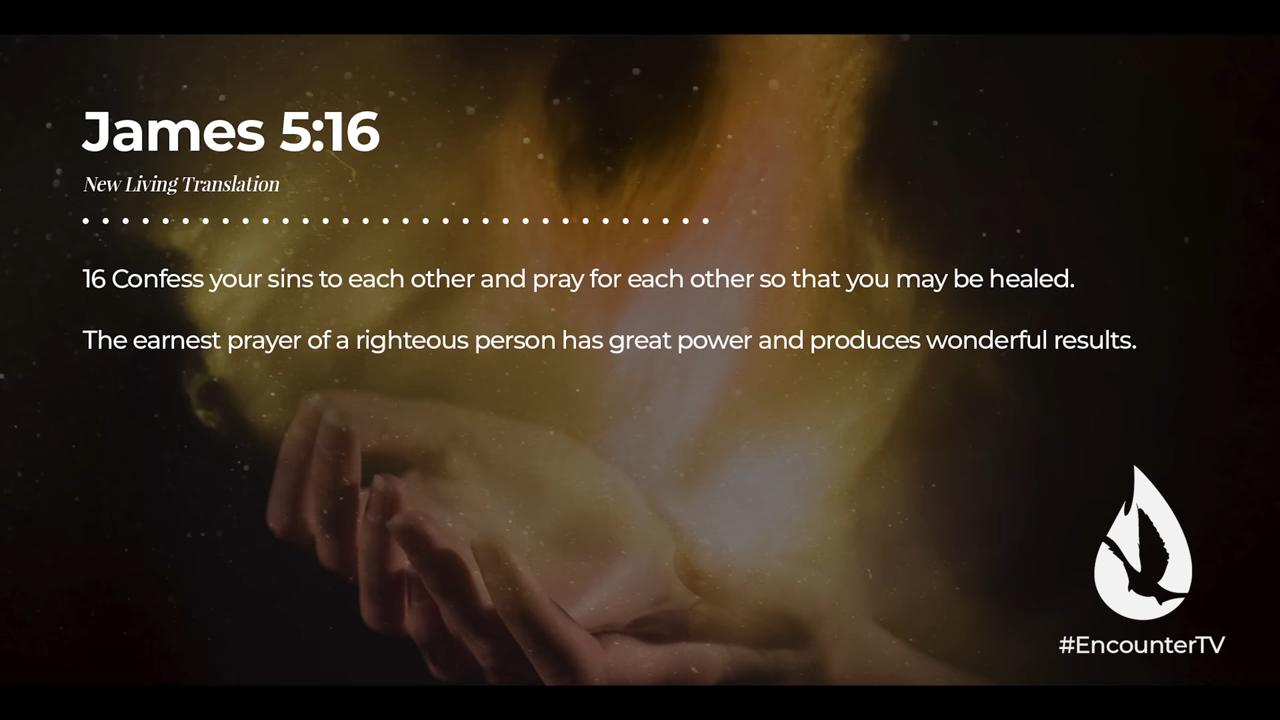 James 5:16
New Living Translation
16 Confess your sins to each other and pray for each other so that you may be healed.
The earnest prayer of a righteous person has great power and produces wonderful results.
#EncounterTV